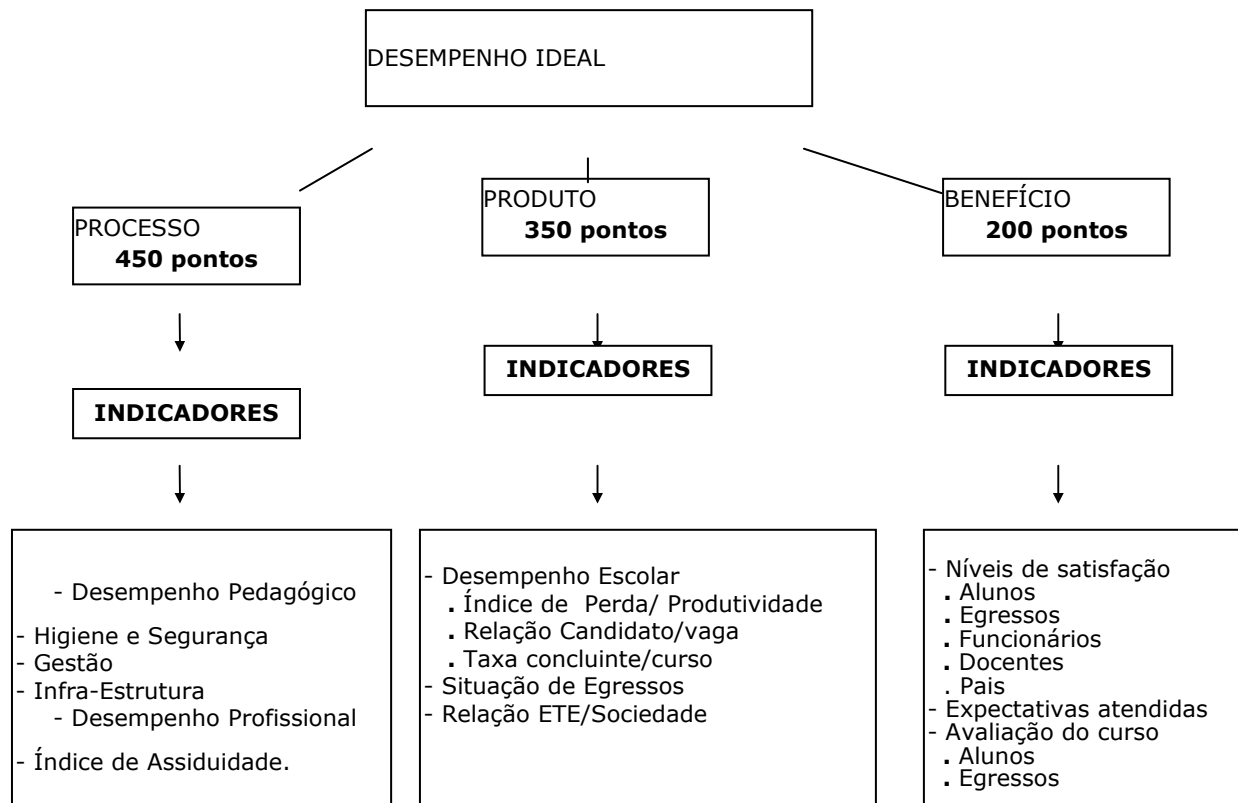 DESEMPENHO IDEAL
PROCESSO
450 pontos
PRODUTO
350 pontos
BENEFÍCIO
200 pontos
INDICADORES
INDICADORES
INDICADORES
- Desempenho Pedagógico
- Higiene e Segurança
- Gestão
- Infra-Estrutura
- Desempenho Profissional
- Índice de Assiduidade.
- Desempenho Escolar
. Índice de Perda/ Produtividade
. Relação Candidato/vaga
. Taxa concluinte/curso
- Situação de Egressos
- Relação ETE/Sociedade
- Níveis de satisfação
. Alunos
. Egressos
. Funcionários
. Docentes
. Pais
- Expectativas atendidas
- Avaliação do curso
. Alunos
. Egressos